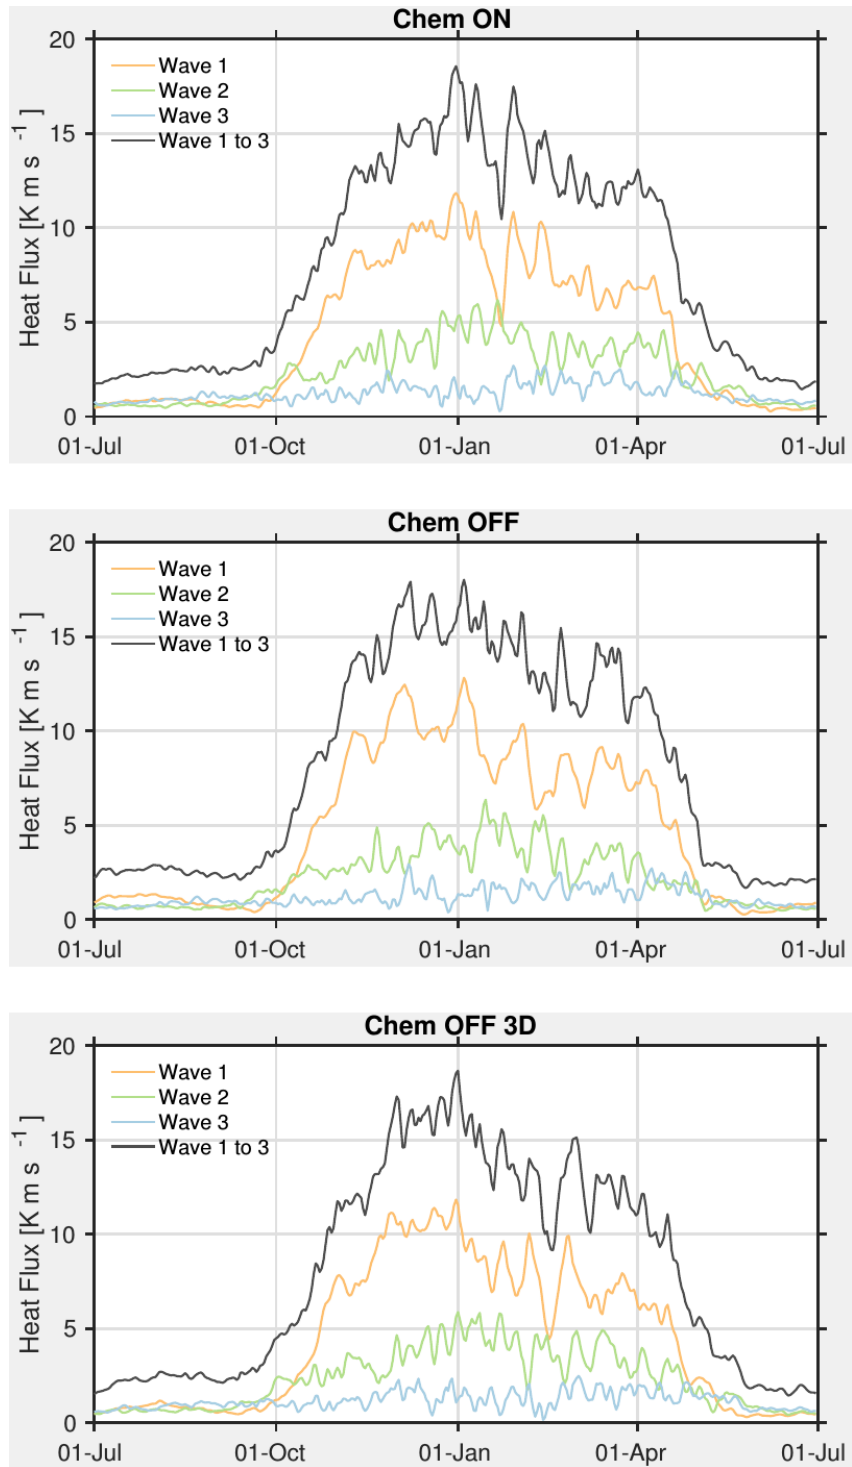 Chem ON
20
15
10
5
0
Heat Flux [K m s -1 ]
Wave 1
Wave 2
Wave 3
Wave 1 to 3
01-Jul 01-Oct 01-Jan 01-Apr 01-Jul
Chem OFF
20
15
10
5
0
Heat Flux [K m s -1 ]
Wave 1
Wave 2
Wave 3
Wave 1 to 3
01-Jul 01-Oct 01-Jan 01-Apr 01-Jul
Chem OFF 3D
20
15
10
5
0
Heat Flux [K m s -1 ]
Wave 1
Wave 2
Wave 3
Wave 1 to 3
01-Jul 01-Oct 01-Jan 01-Apr 01-Jul